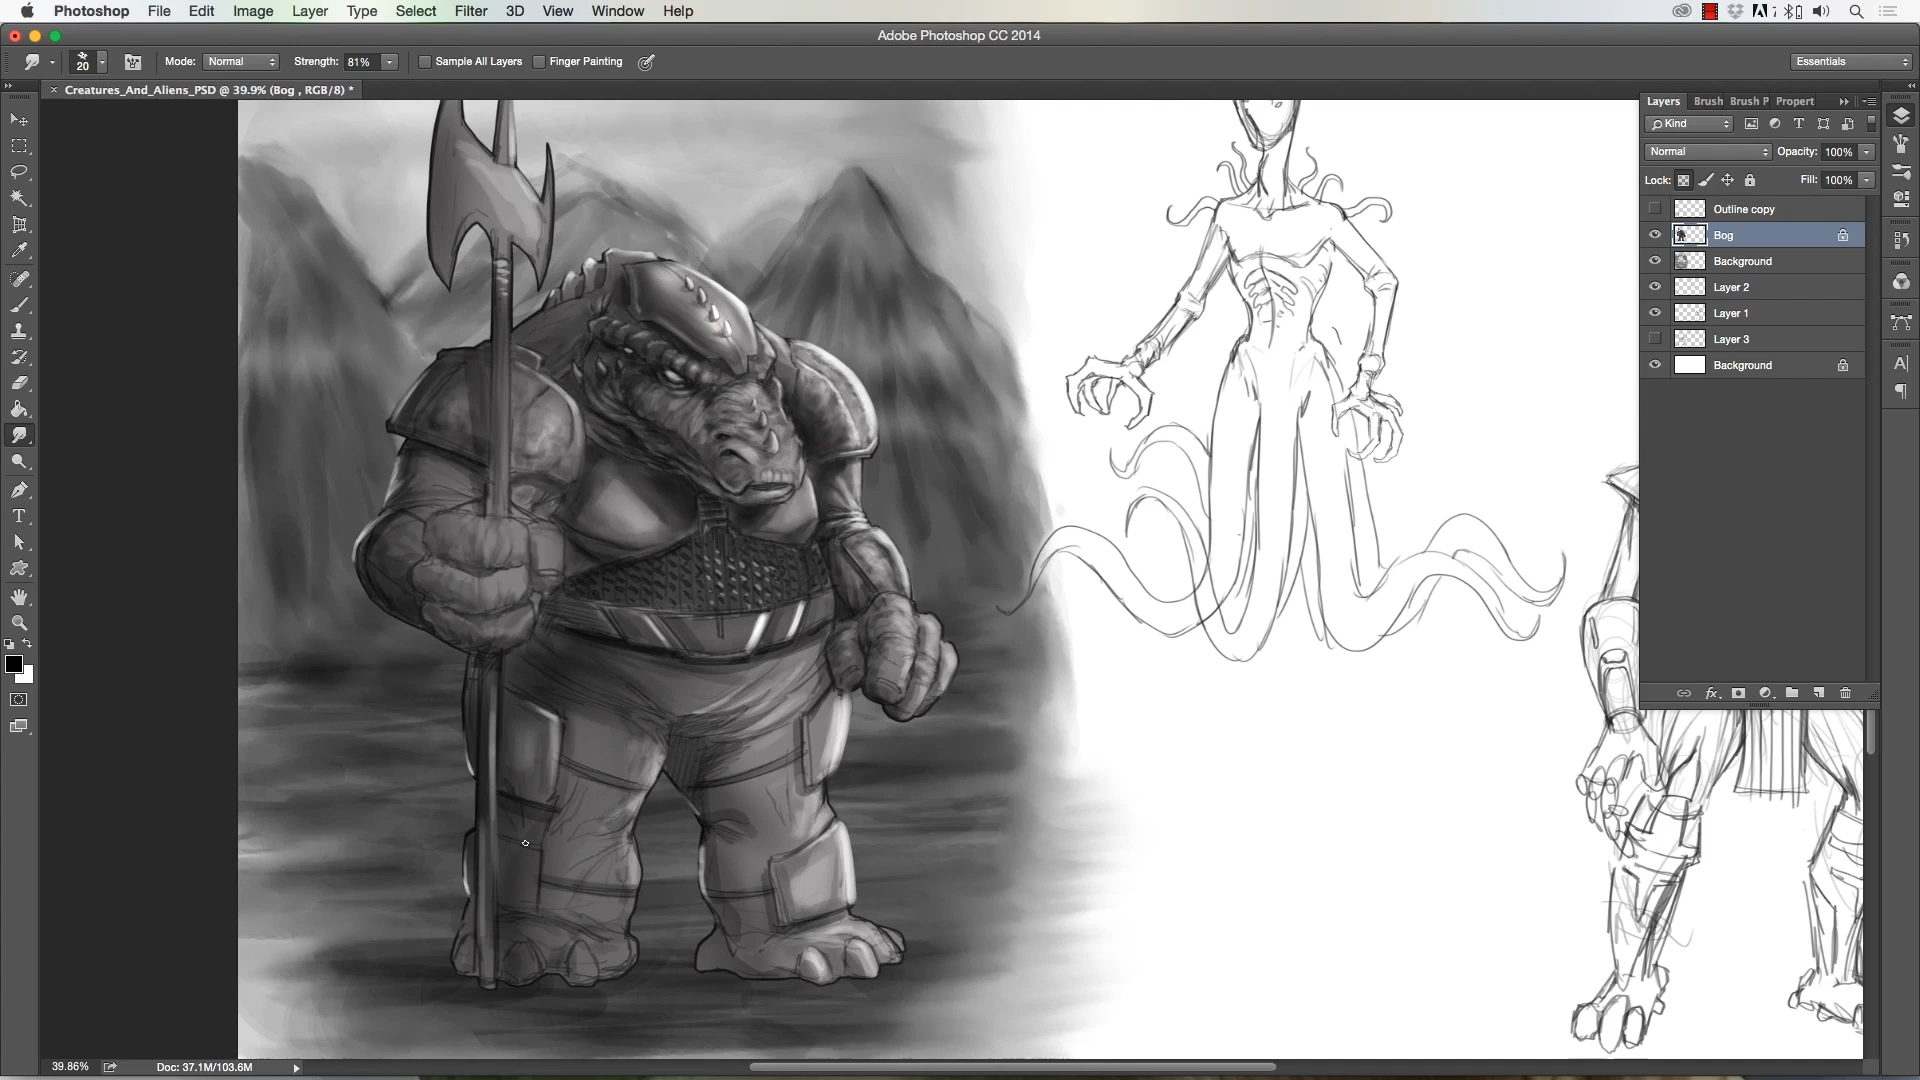 Photoshop File Edit Image Layer Type Select Filter 3D View Window Help
Adobe Photoshop CC 2014
20 Mode: Normal Strength: 81% Sample All Layers Finger Painting Essentials
Creatures_And_Aliens_PSD @ 39.9% (Bog , RGB/8) *
Layers Brush Brush P Propert
Kind
Normal Opacity: 100%
Lock: Fill: 100%
Outline copy
Bog
Background
Layer 2
Layer 1
Layer 3
Background
fx
39.86% Doc: 37.1M/103.6M